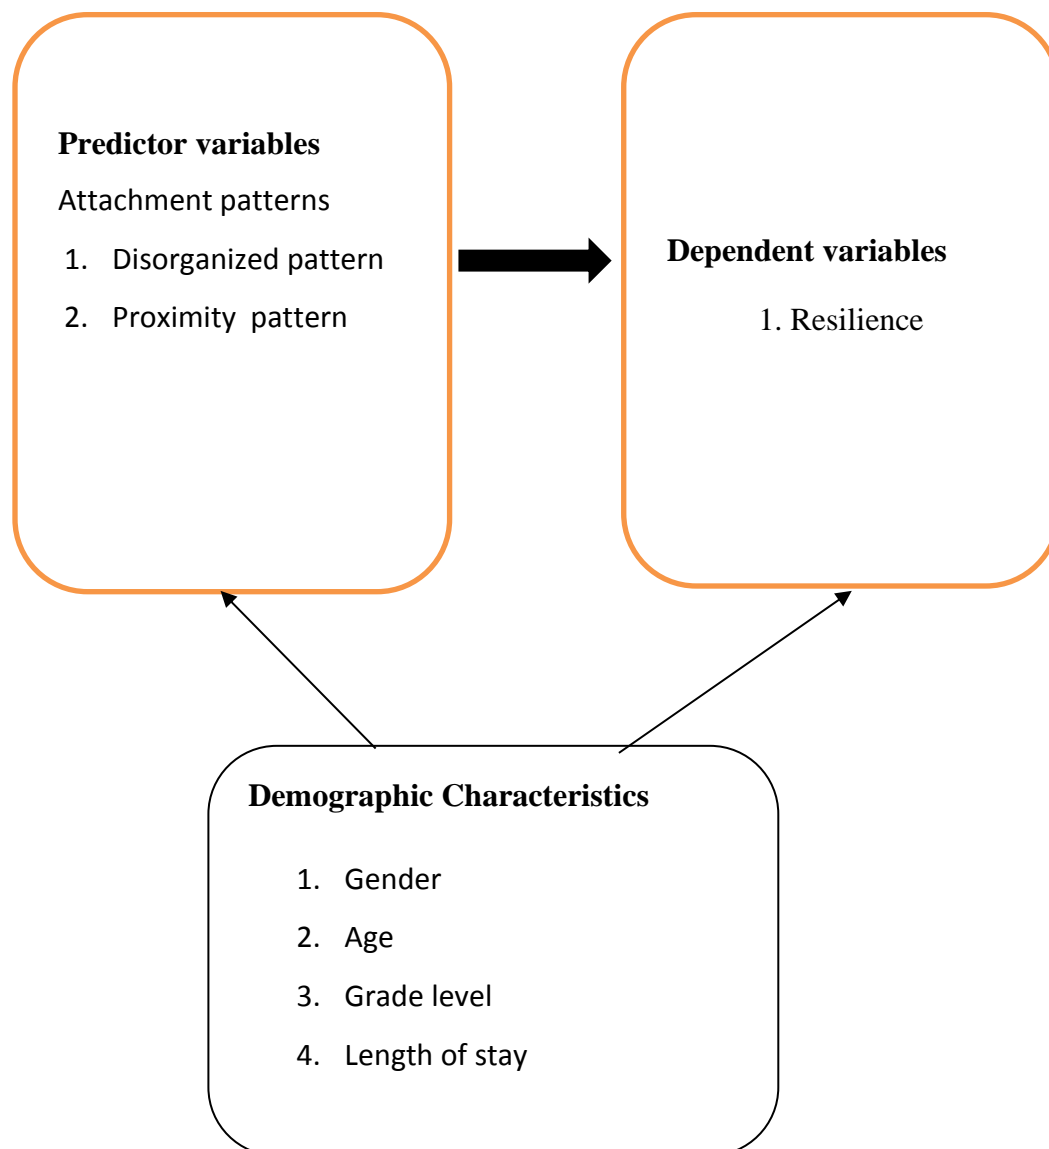 Predictor variables
Attachment patterns
1. Disorganized pattern
2. Proximity  pattern
Dependent variables
1. Resilience
Demographic Characteristics
1. Gender
2. Age
3. Grade level
4. Length of stay